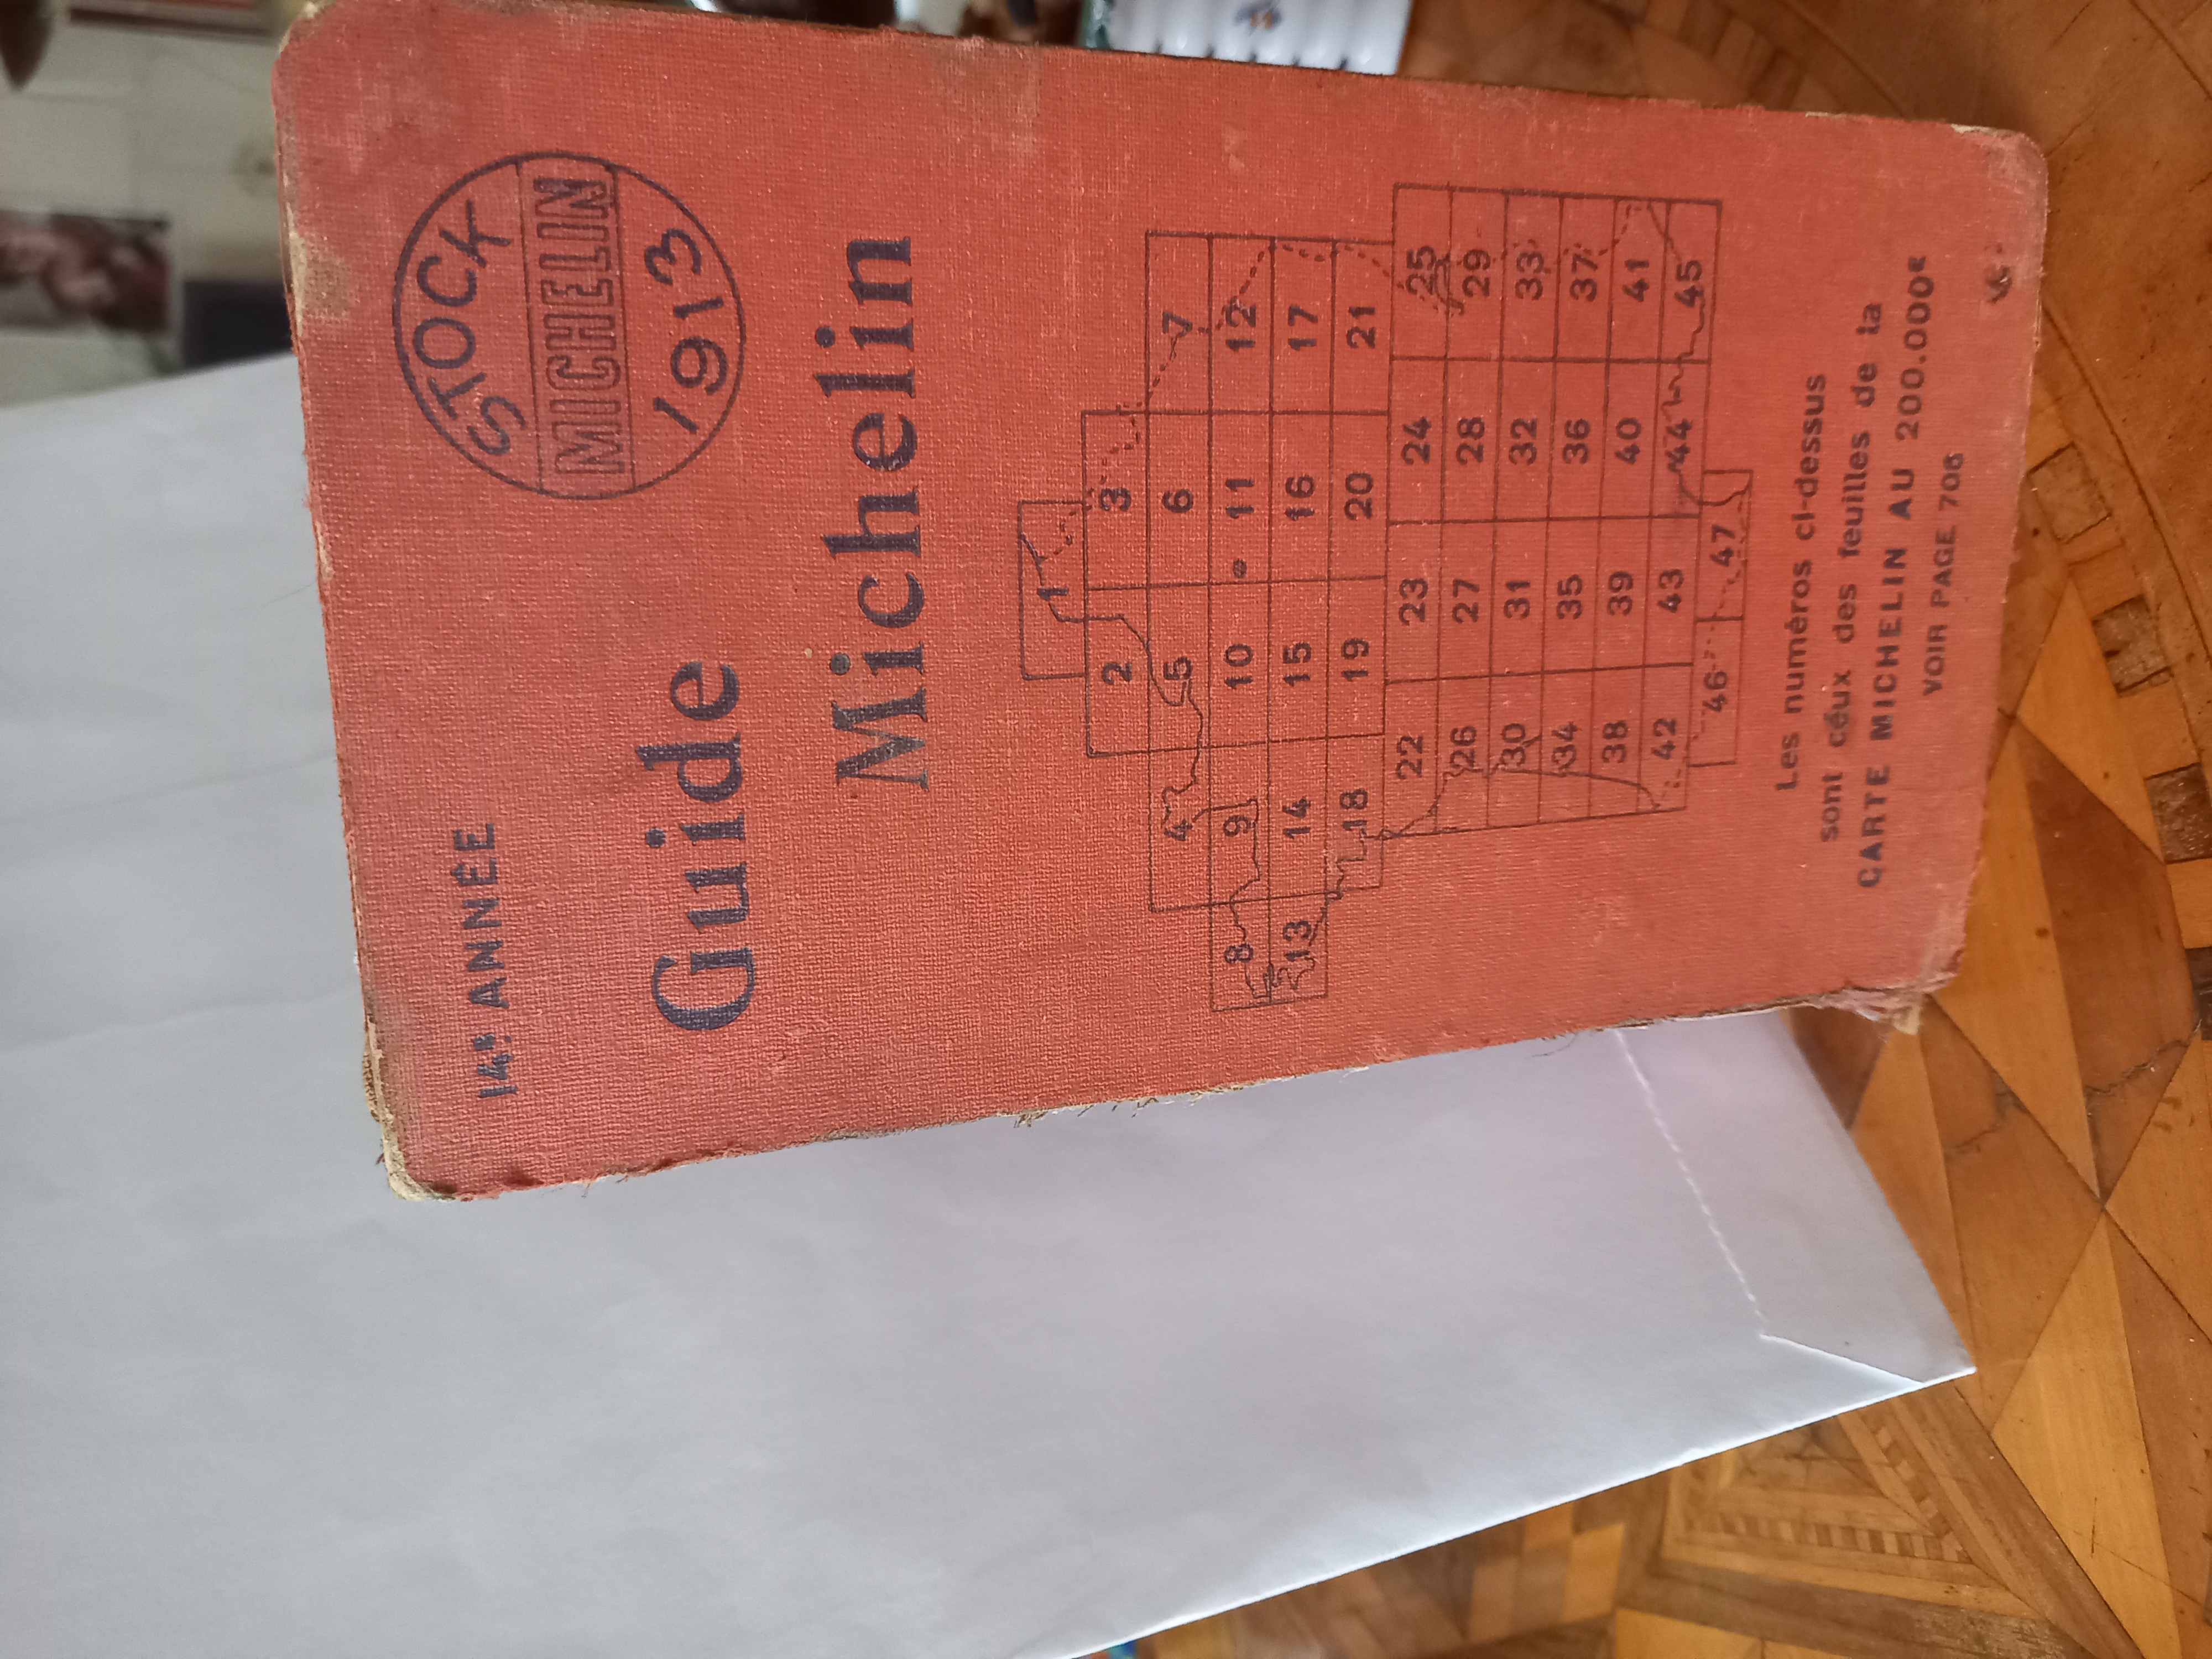 14e ANNÉE
STOCK
MICHELIN
1913
Guide
Michelin
1
2 3
4 5 6 7
8 9 10 11 12
13 14 15 16 17
18 19 20 21
22 23 24 25
26 27 28 29
30 31 32 33
34 35 36 37
38 39 40 41
42 43 44 45
46 47
Les numéros ci-dessus
sont ceux des feuilles de la
CARTE MICHELIN AU 200.000e
VOIR PAGE 706